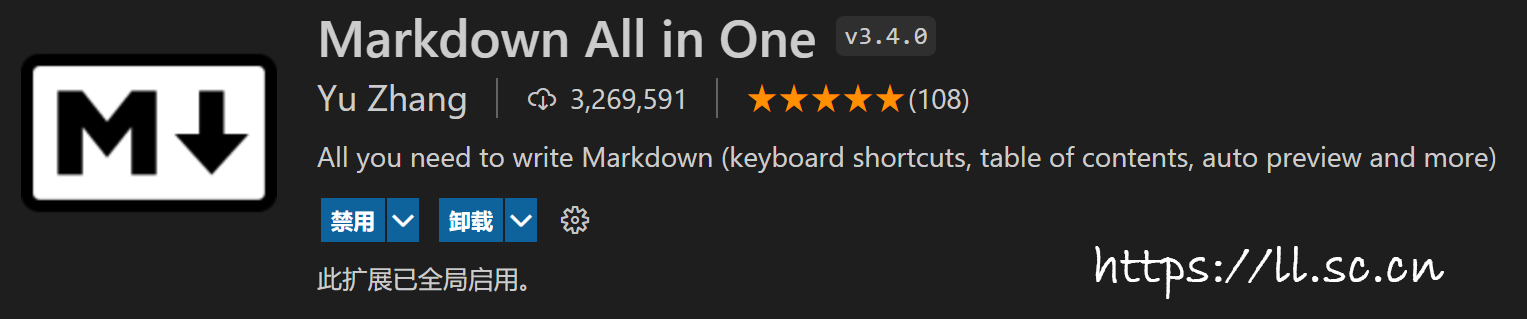 Markdown All in One v3.4.0
M
Yu Zhang 3,269,591 ★★★★★(108)
All you need to write Markdown (keyboard shortcuts, table of contents, auto preview and more)
禁用 卸载
此扩展已全局启用。
https://ll.sc.cn